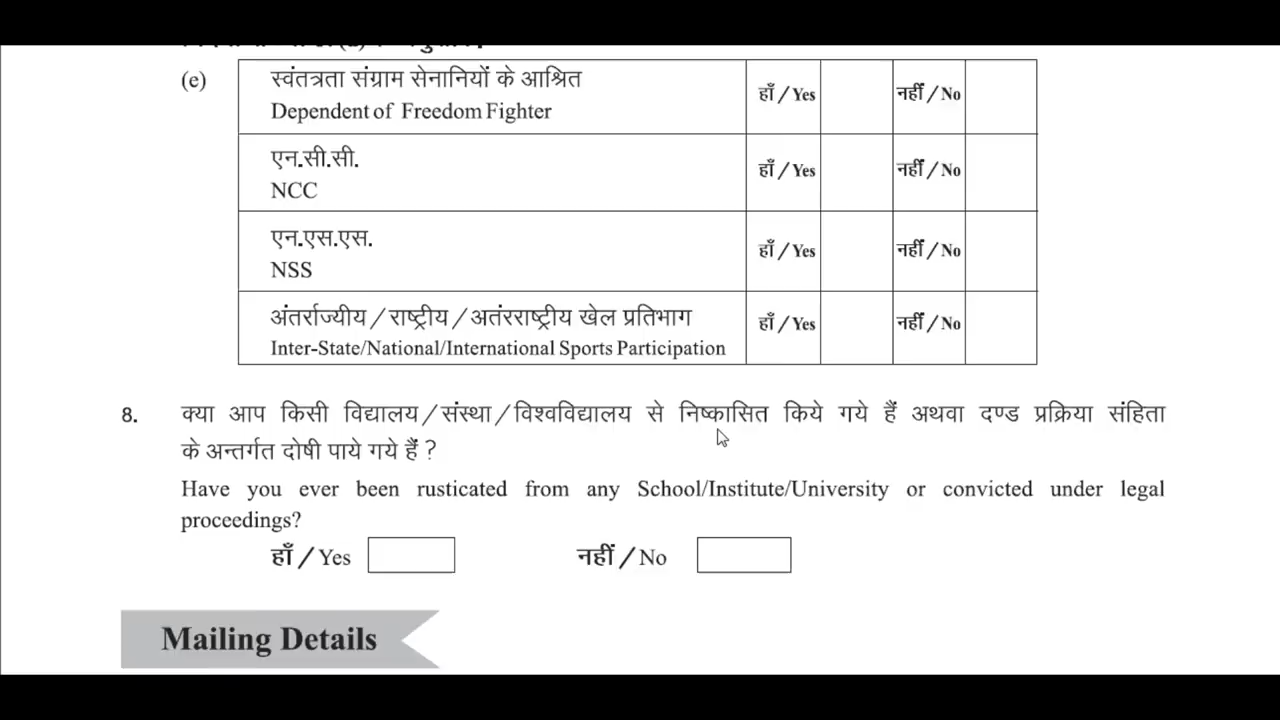 (e) स्वंतत्रता संग्राम सेनानियों के आश्रित
Dependent of Freedom Fighter
हाँ / Yes
नहीं / No
एन.सी.सी.
NCC
हाँ / Yes
नहीं / No
एन.एस.एस.
NSS
हाँ / Yes
नहीं / No
अंतर्राज्यीय / राष्ट्रीय / अतंरराष्ट्रीय खेल प्रतिभाग
Inter-State/National/International Sports Participation
हाँ / Yes
नहीं / No
8. क्या आप किसी विद्यालय / संस्था / विश्वविद्यालय से निष्कासित किये गये हैं अथवा दण्ड प्रक्रिया संहिता
के अन्तर्गत दोषी पाये गये हैं ?
Have you ever been rusticated from any School/Institute/University or convicted under legal
proceedings?
हाँ / Yes
नहीं / No
Mailing Details